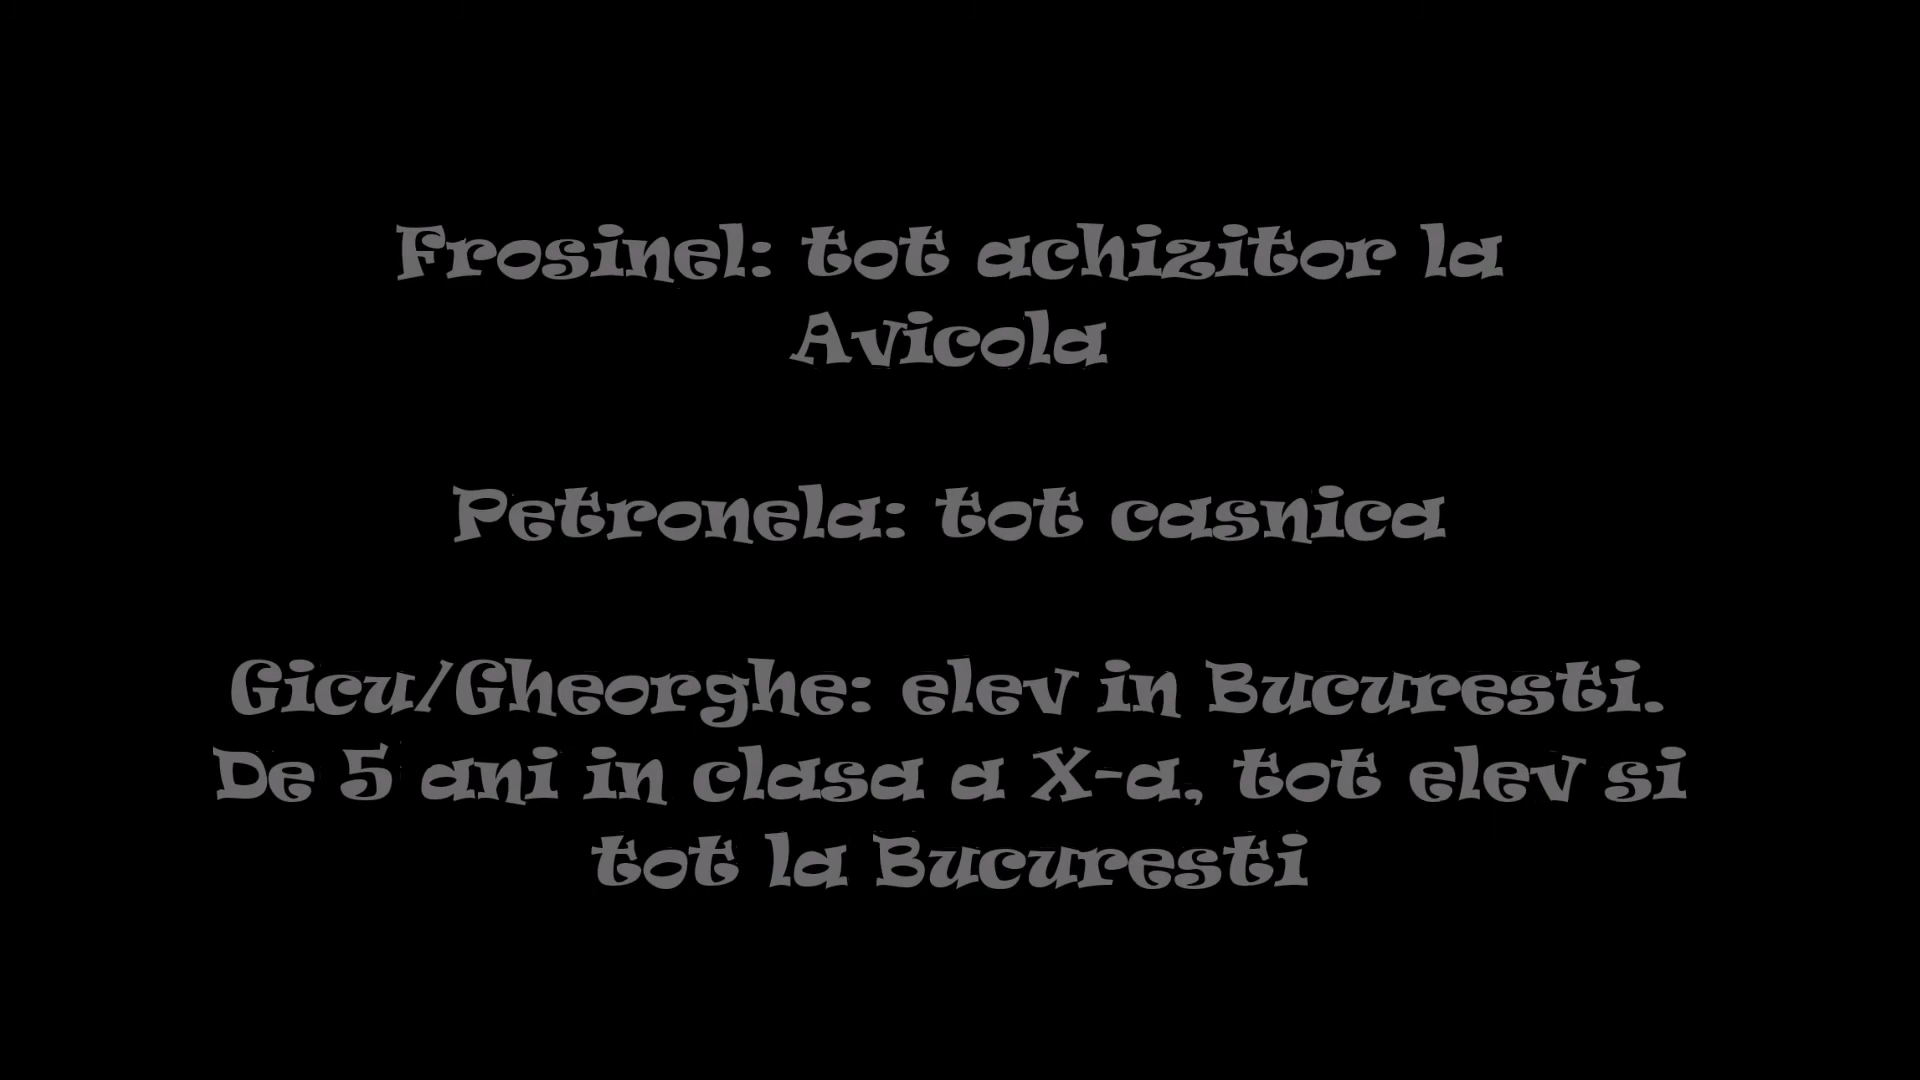 Frosinel: tot achizitor la
Avicola
Petronela: tot casnica
Gicu/Gheorghe: elev in Bucuresti.
De 5 ani in clasa a X-a, tot elev si
tot la Bucuresti